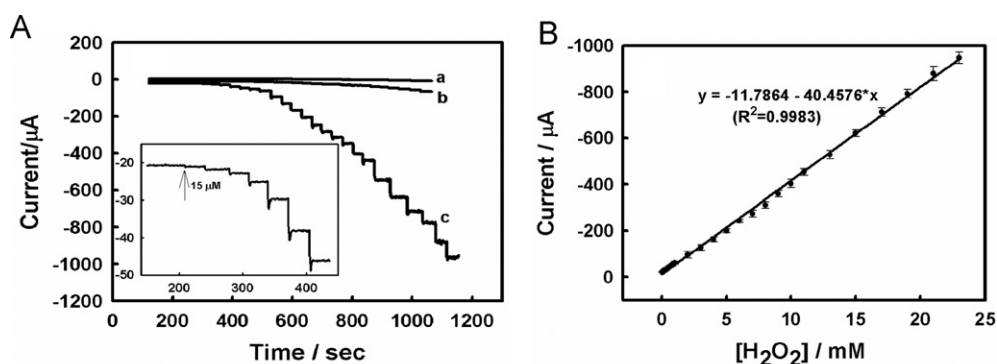 A
200
0
-200
-400
-600
-800
-1000
-1200
Current/µA
a
b
c
-20
-30
-40
-50
15 µM
200 300 400
0 200 400 600 800 1000 1200
Time / sec
B
-1000
-800
-600
-400
-200
0
Current / µA
y = -11.7864 - 40.4576*x
(R²=0.9983)
0 5 10 15 20 25
[H₂O₂] / mM